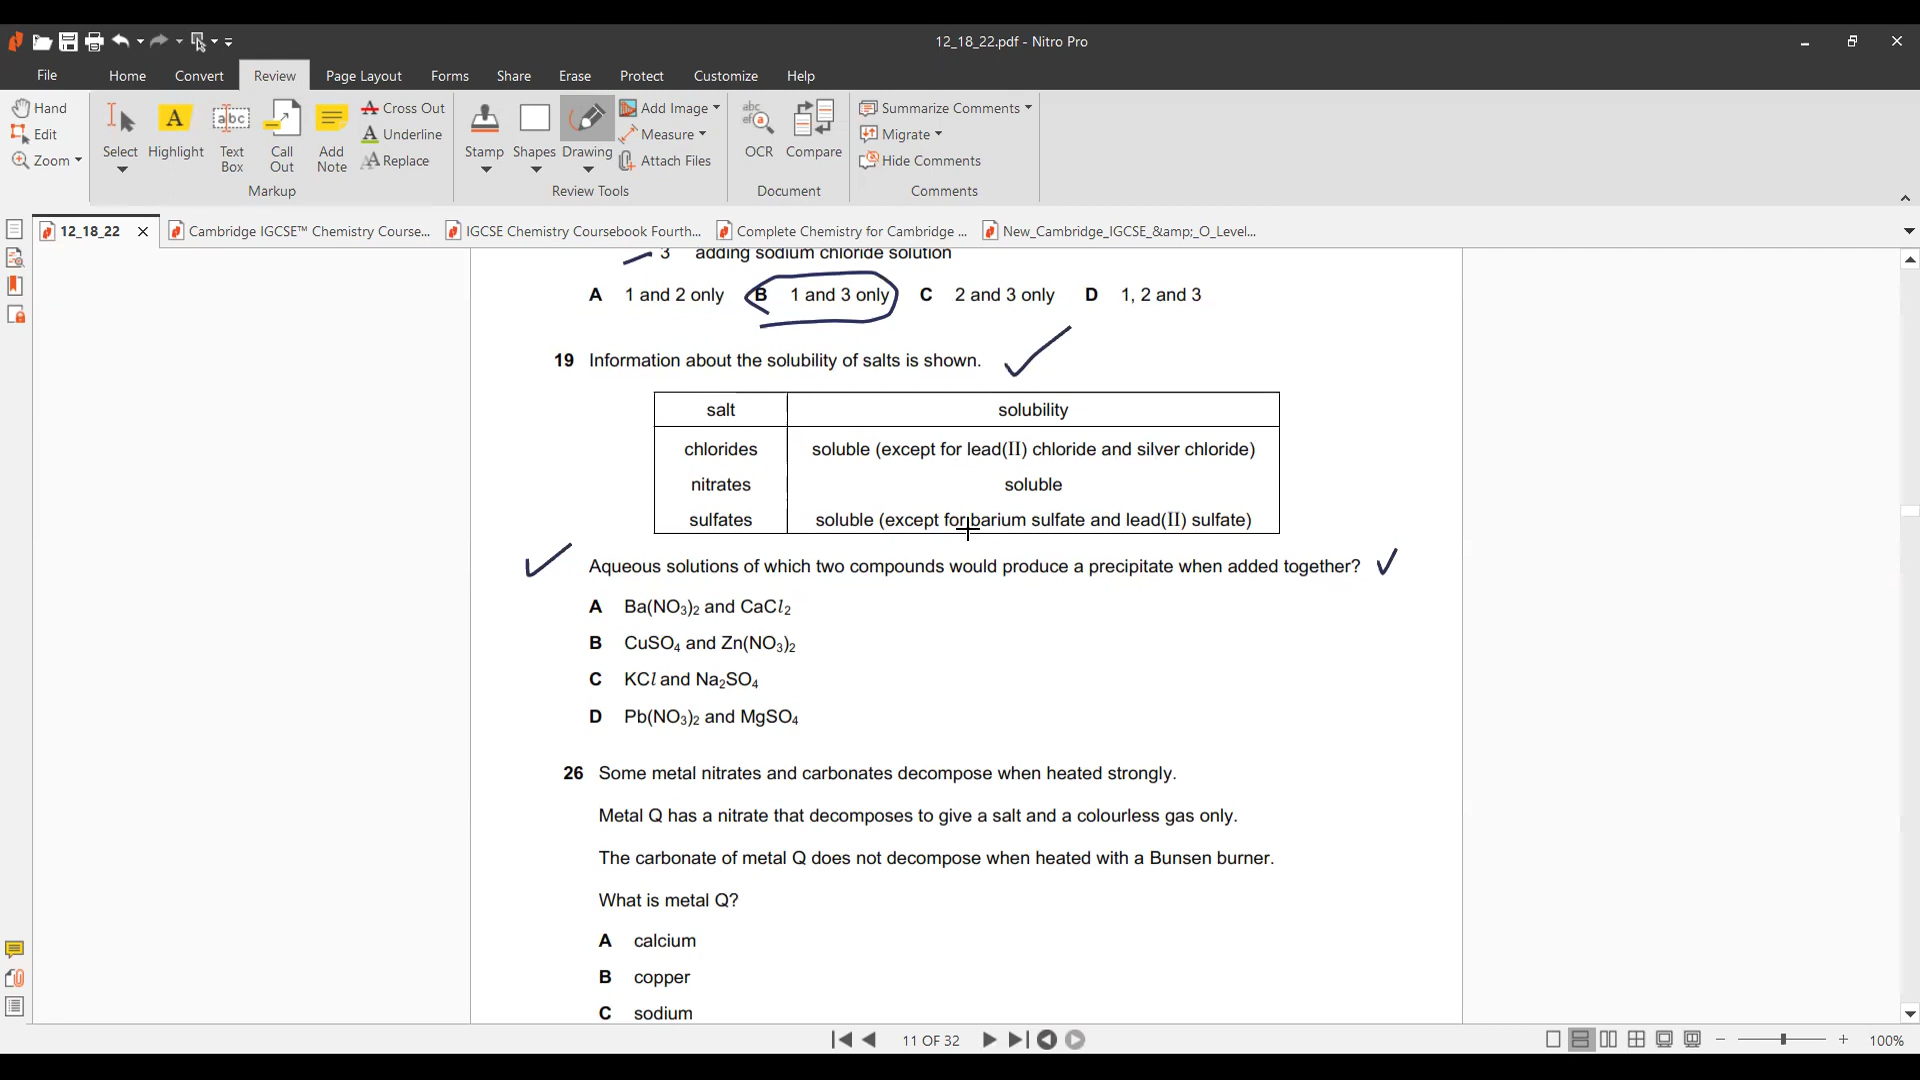 12_18_22.pdf - Nitro Pro
File Home Convert Review Page Layout Forms Share Erase Protect Customize Help
Hand
Edit
Zoom
Select
Highlight
abc
Text Box
Call Out
Add Note
Cross Out
Underline
Replace
Markup
Stamp
Shapes
Drawing
Add Image
Measure
Attach Files
Review Tools
OCR
Compare
Document
Summarize Comments
Migrate
Hide Comments
Comments
12_18_22 Cambridge IGCSE™ Chemistry Course... IGCSE Chemistry Coursebook Fourth... Complete Chemistry for Cambridge ... New_Cambridge_IGCSE_&amp;_O_Level...
3 adding sodium chloride solution
A 1 and 2 only B 1 and 3 only C 2 and 3 only D 1, 2 and 3
19 Information about the solubility of salts is shown.
salt solubility
chlorides soluble (except for lead(II) chloride and silver chloride)
nitrates soluble
sulfates soluble (except for barium sulfate and lead(II) sulfate)
Aqueous solutions of which two compounds would produce a precipitate when added together?
A Ba(NO₃)₂ and CaCl₂
B CuSO₄ and Zn(NO₃)₂
C KCl and Na₂SO₄
D Pb(NO₃)₂ and MgSO₄
26 Some metal nitrates and carbonates decompose when heated strongly.
Metal Q has a nitrate that decomposes to give a salt and a colourless gas only.
The carbonate of metal Q does not decompose when heated with a Bunsen burner.
What is metal Q?
A calcium
B copper
C sodium
11 OF 32
100%